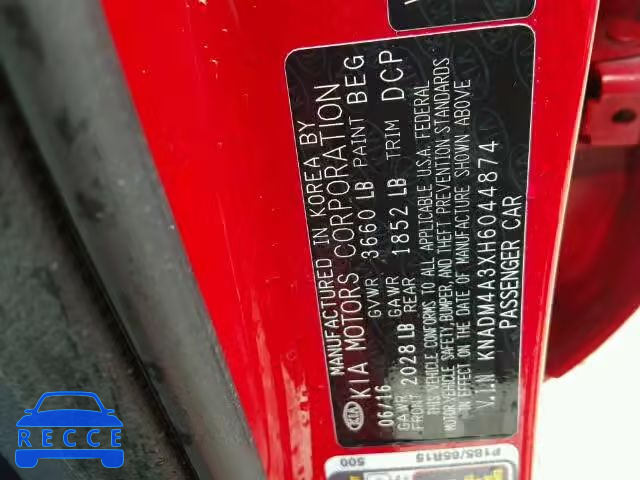 MANUFACTURED IN KOREA BY
KIA MOTORS CORPORATION
06/16 GVWR 3660 LB PAINT BEG
GAWR FRONT 2028 LB GAWR REAR 1852 LB TRIM DCP
THIS VEHICLE CONFORMS TO ALL APPLICABLE U.S.A. FEDERAL
MOTOR VEHICLE SAFETY, BUMPER, AND THEFT PREVENTION STANDARDS
IN EFFECT ON THE DATE OF MANUFACTURE SHOWN ABOVE
V.I.N KNADM4A3XH6044874
PASSENGER CAR
KIA
P185/65R15
500
RECCE